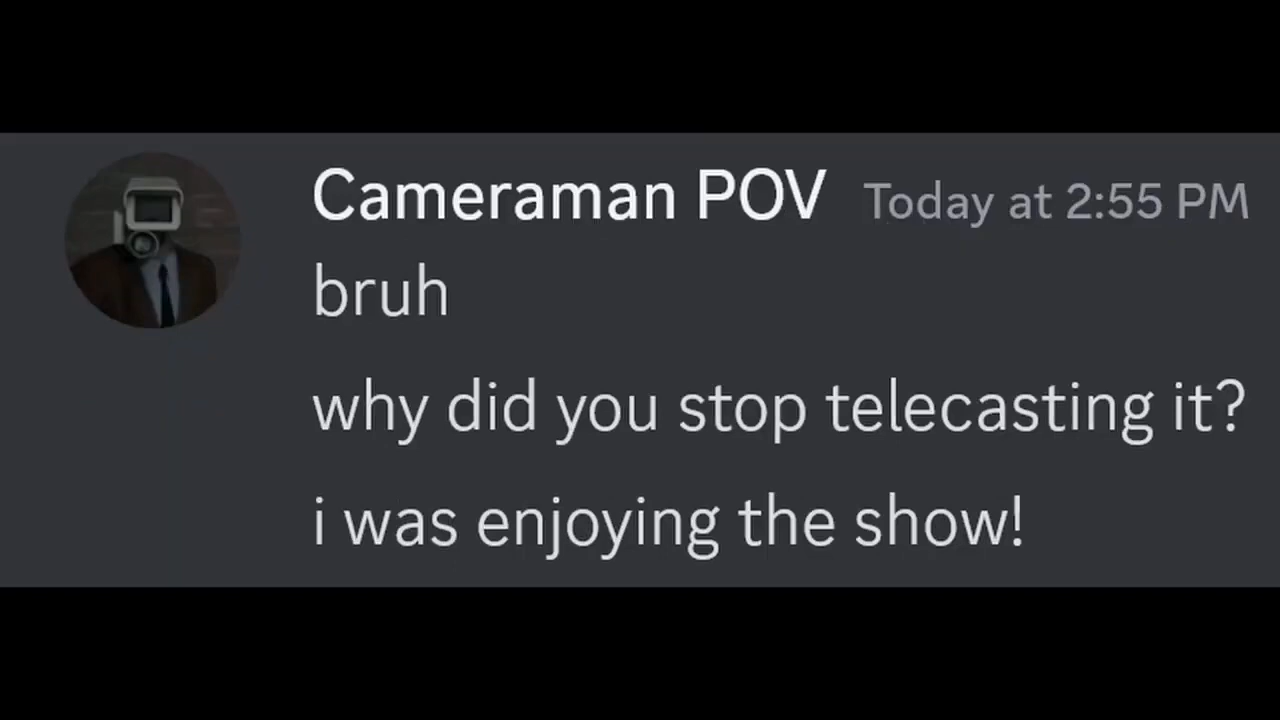 Cameraman POV Today at 2:55 PM
bruh
why did you stop telecasting it?
i was enjoying the show!